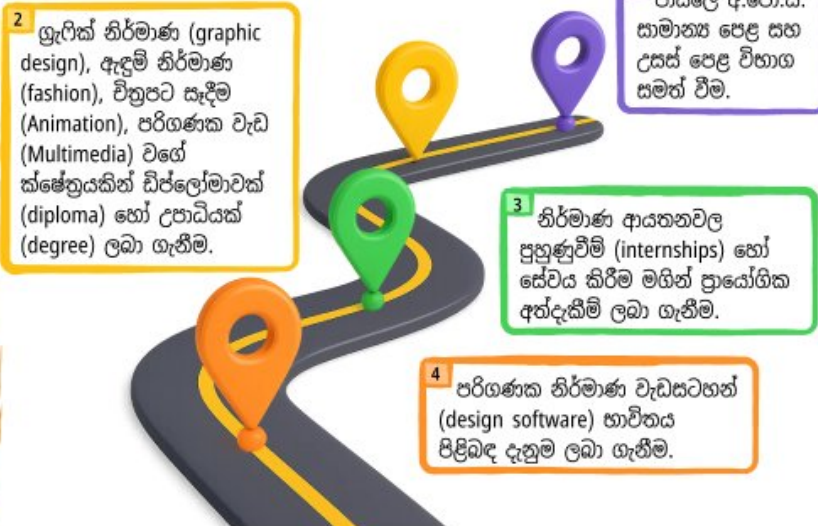 සාමාන්‍ය පෙළ සහ
උසස් පෙළ විභාග
සමත් වීම.
2
ග්‍රැෆික් නිර්මාණ (graphic
design), ඇඳුම් නිර්මාණ
(fashion), චිත්‍රපට සෑදීම
(Animation), පරිගණක වැඩ
(Multimedia) වගේ
ක්ෂේත්‍රයකින් ඩිප්ලෝමාවක්
(diploma) හෝ උපාධියක්
(degree) ලබා ගැනීම.
3
නිර්මාණ ආයතනවල
පුහුණුවීම් (internships) හෝ
සේවය කිරීම මගින් ප්‍රායෝගික
අත්දැකීම් ලබා ගැනීම.
4
පරිගණක නිර්මාණ වැඩසටහන්
(design software) භාවිතය
පිළිබඳ දැනුම ලබා ගැනීම.